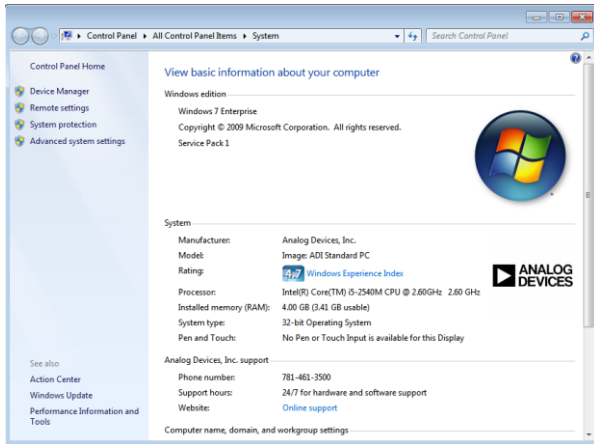 Control Panel ▸ All Control Panel Items ▸ System
Search Control Panel
Control Panel Home
Device Manager
Remote settings
System protection
Advanced system settings
See also
Action Center
Windows Update
Performance Information and
Tools
View basic information about your computer
Windows edition
Windows 7 Enterprise
Copyright © 2009 Microsoft Corporation. All rights reserved.
Service Pack 1
System
Manufacturer: Analog Devices, Inc.
Model: Image: ADI Standard PC
Rating: 4.7 Windows Experience Index
Processor: Intel(R) Core(TM) i5-2540M CPU @ 2.60GHz 2.60 GHz
Installed memory (RAM): 4.00 GB (3.41 GB usable)
System type: 32-bit Operating System
Pen and Touch: No Pen or Touch Input is available for this Display
ANALOG
DEVICES
Analog Devices, Inc. support
Phone number: 781-461-3500
Support hours: 24/7 for hardware and software support
Website: Online support
Computer name, domain, and workgroup settings